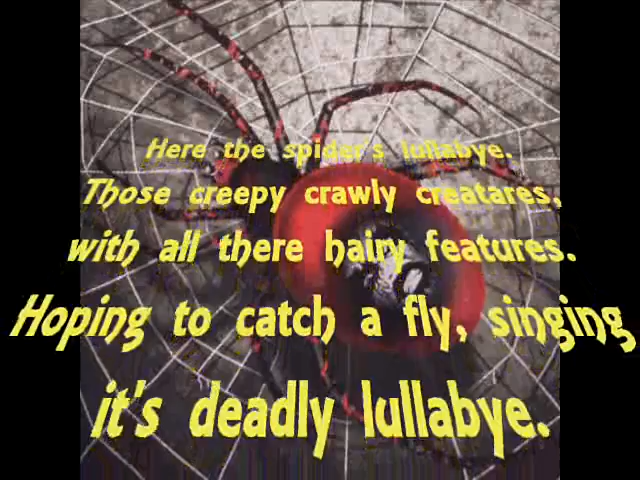 Here the spider's lullabye.
Those creepy crawly creatares,
with all there hairy features.
Hoping to catch a fly, singing
it's deadly lullabye.